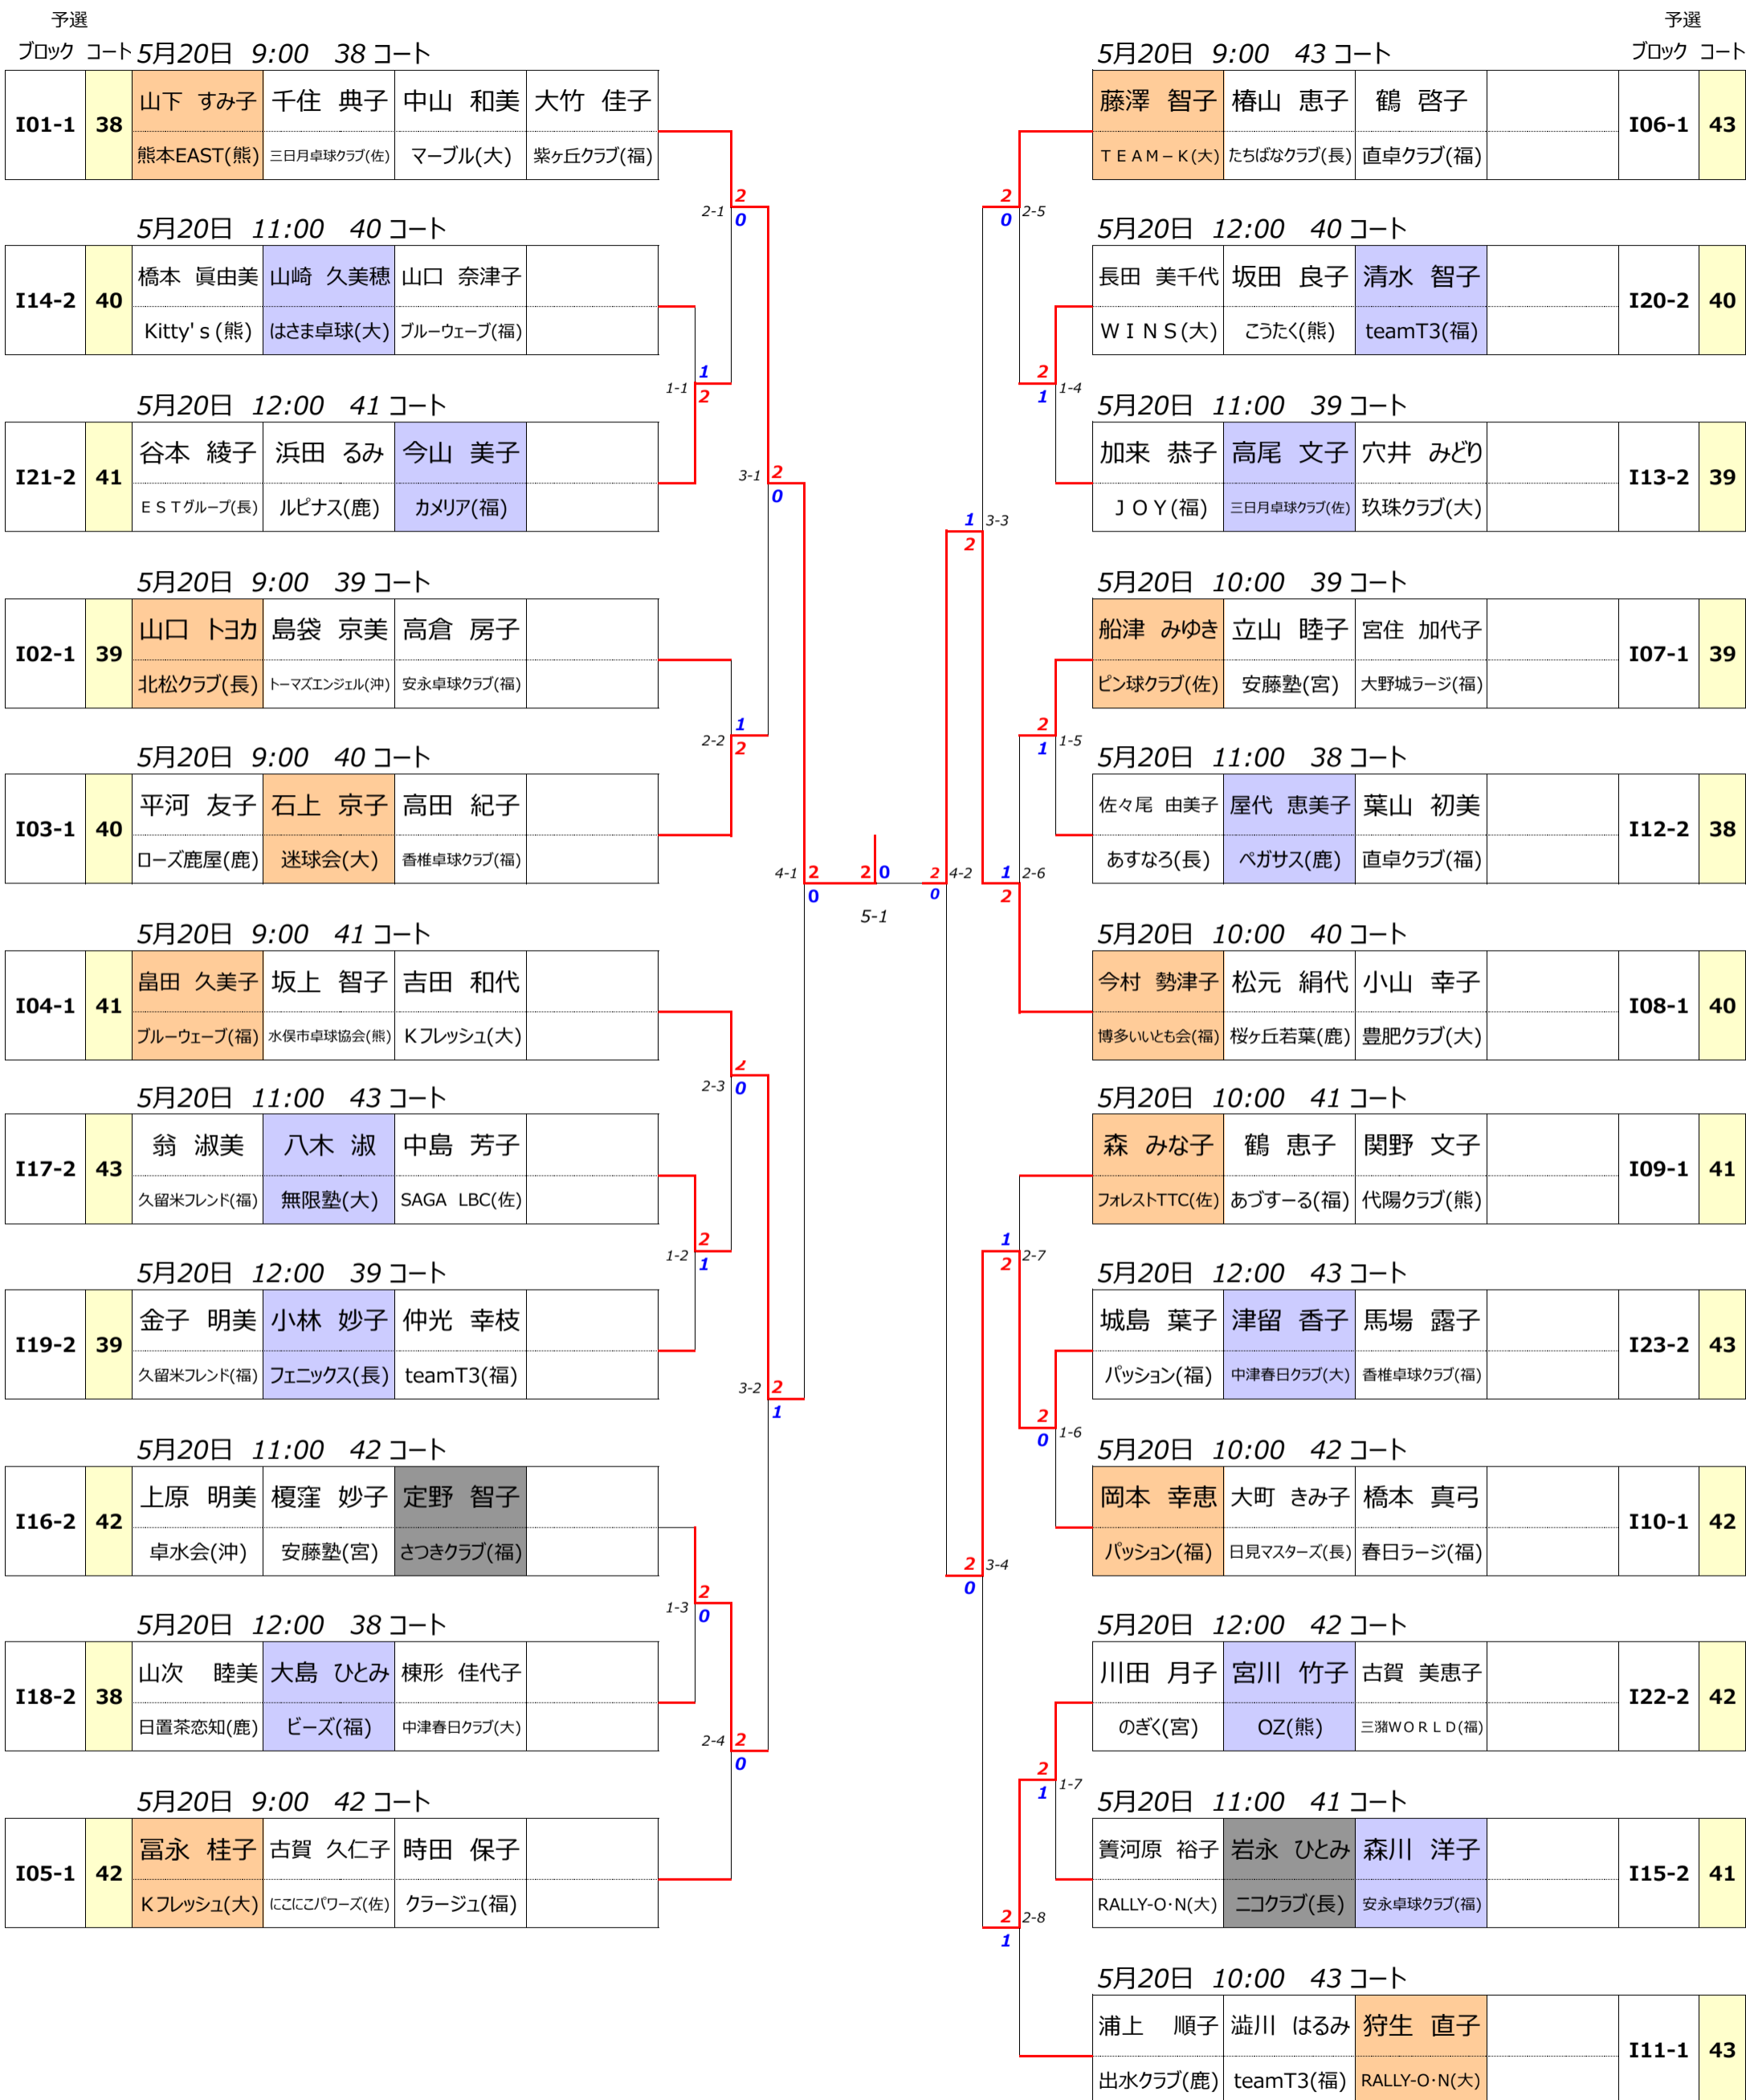 予選
ブロック コート 5月20日 9:00 38 コート
I01-1 38 山下 すみ子 千住 典子 中山 和美 大竹 佳子
熊本EAST(熊) 三日月卓球クラブ(佐) マーブル(大) 紫ヶ丘クラブ(福)
2-1 2 0
5月20日 11:00 40 コート
I14-2 40 橋本 眞由美 山崎 久美穂 山口 奈津子
Kitty's(熊) はさま卓球(大) ブルーウェーブ(福)
1-1 1 2
5月20日 12:00 41 コート
I21-2 41 谷本 綾子 浜田 るみ 今山 美子
ESTグループ(長) ルピナス(鹿) カメリア(福)
3-1 2 0
5月20日 9:00 39 コート
I02-1 39 山口 トヨカ 島袋 京美 高倉 房子
北松クラブ(長) トーマズエンジェル(沖) 安永卓球クラブ(福)
2-2 1 2
5月20日 9:00 40 コート
I03-1 40 平河 友子 石上 京子 高田 紀子
ローズ鹿屋(鹿) 迷球会(大) 香椎卓球クラブ(福)
4-1 2 0
5月20日 9:00 41 コート
I04-1 41 畠田 久美子 坂上 智子 吉田 和代
ブルーウェーブ(福) 水俣市卓球協会(熊) Kフレッシュ(大)
2-3 2 0
5月20日 11:00 43 コート
I17-2 43 翁 淑美 八木 淑 中島 芳子
久留米フレンド(福) 無限塾(大) SAGA LBC(佐)
1-2 2 1
5月20日 12:00 39 コート
I19-2 39 金子 明美 小林 妙子 仲光 幸枝
久留米フレンド(福) フェニックス(長) teamT3(福)
3-2 2 1
5月20日 11:00 42 コート
I16-2 42 上原 明美 榎窪 妙子 定野 智子
卓水会(沖) 安藤塾(宮) さつきクラブ(福)
1-3 2 0
5月20日 12:00 38 コート
I18-2 38 山次 睦美 大島 ひとみ 棟形 佳代子
日置茶恋知(鹿) ビーズ(福) 中津春日クラブ(大)
2-4 2 0
5月20日 9:00 42 コート
I05-1 42 冨永 桂子 古賀 久仁子 時田 保子
Kフレッシュ(大) にこにこパワーズ(佐) クラージュ(福)
2 0
5-1
予選
5月20日 9:00 43 コート ブロック コート
藤澤 智子 椿山 恵子 鶴 啓子 I06-1 43
TEAM-K(大) たちばなクラブ(長) 直卓クラブ(福)
2 0 2-5
5月20日 12:00 40 コート
長田 美千代 坂田 良子 清水 智子 I20-2 40
WINS(大) こうたく(熊) teamT3(福)
2 1 1-4
5月20日 11:00 39 コート
加来 恭子 高尾 文子 穴井 みどり I13-2 39
JOY(福) 三日月卓球クラブ(佐) 玖珠クラブ(大)
1 2 3-3
5月20日 10:00 39 コート
船津 みゆき 立山 睦子 宮住 加代子 I07-1 39
ピン球クラブ(佐) 安藤塾(宮) 大野城ラージ(福)
2 1 1-5
5月20日 11:00 38 コート
佐々尾 由美子 屋代 恵美子 葉山 初美 I12-2 38
あすなろ(長) ペガサス(鹿) 直卓クラブ(福)
2 0 4-2 1 2 2-6
5月20日 10:00 40 コート
今村 勢津子 松元 絹代 小山 幸子 I08-1 40
博多いいとも会(福) 桜ヶ丘若葉(鹿) 豊肥クラブ(大)
5月20日 10:00 41 コート
森 みな子 鶴 恵子 関野 文子 I09-1 41
フォレストTTC(佐) あづすーる(福) 代陽クラブ(熊)
1 2 2-7
5月20日 12:00 43 コート
城島 葉子 津留 香子 馬場 露子 I23-2 43
パッション(福) 中津春日クラブ(大) 香椎卓球クラブ(福)
2 0 1-6
5月20日 10:00 42 コート
岡本 幸恵 大町 きみ子 橋本 真弓 I10-1 42
パッション(福) 日見マスターズ(長) 春日ラージ(福)
2 0 3-4
5月20日 12:00 42 コート
川田 月子 宮川 竹子 古賀 美恵子 I22-2 42
のぎく(宮) OZ(熊) 三潴WORLD(福)
2 1 1-7
5月20日 11:00 41 コート
簀河原 裕子 岩永 ひとみ 森川 洋子 I15-2 41
RALLY-O・N(大) ニコクラブ(長) 安永卓球クラブ(福)
2 1 2-8
5月20日 10:00 43 コート
浦上 順子 澁川 はるみ 狩生 直子 I11-1 43
出水クラブ(鹿) teamT3(福) RALLY-O・N(大)